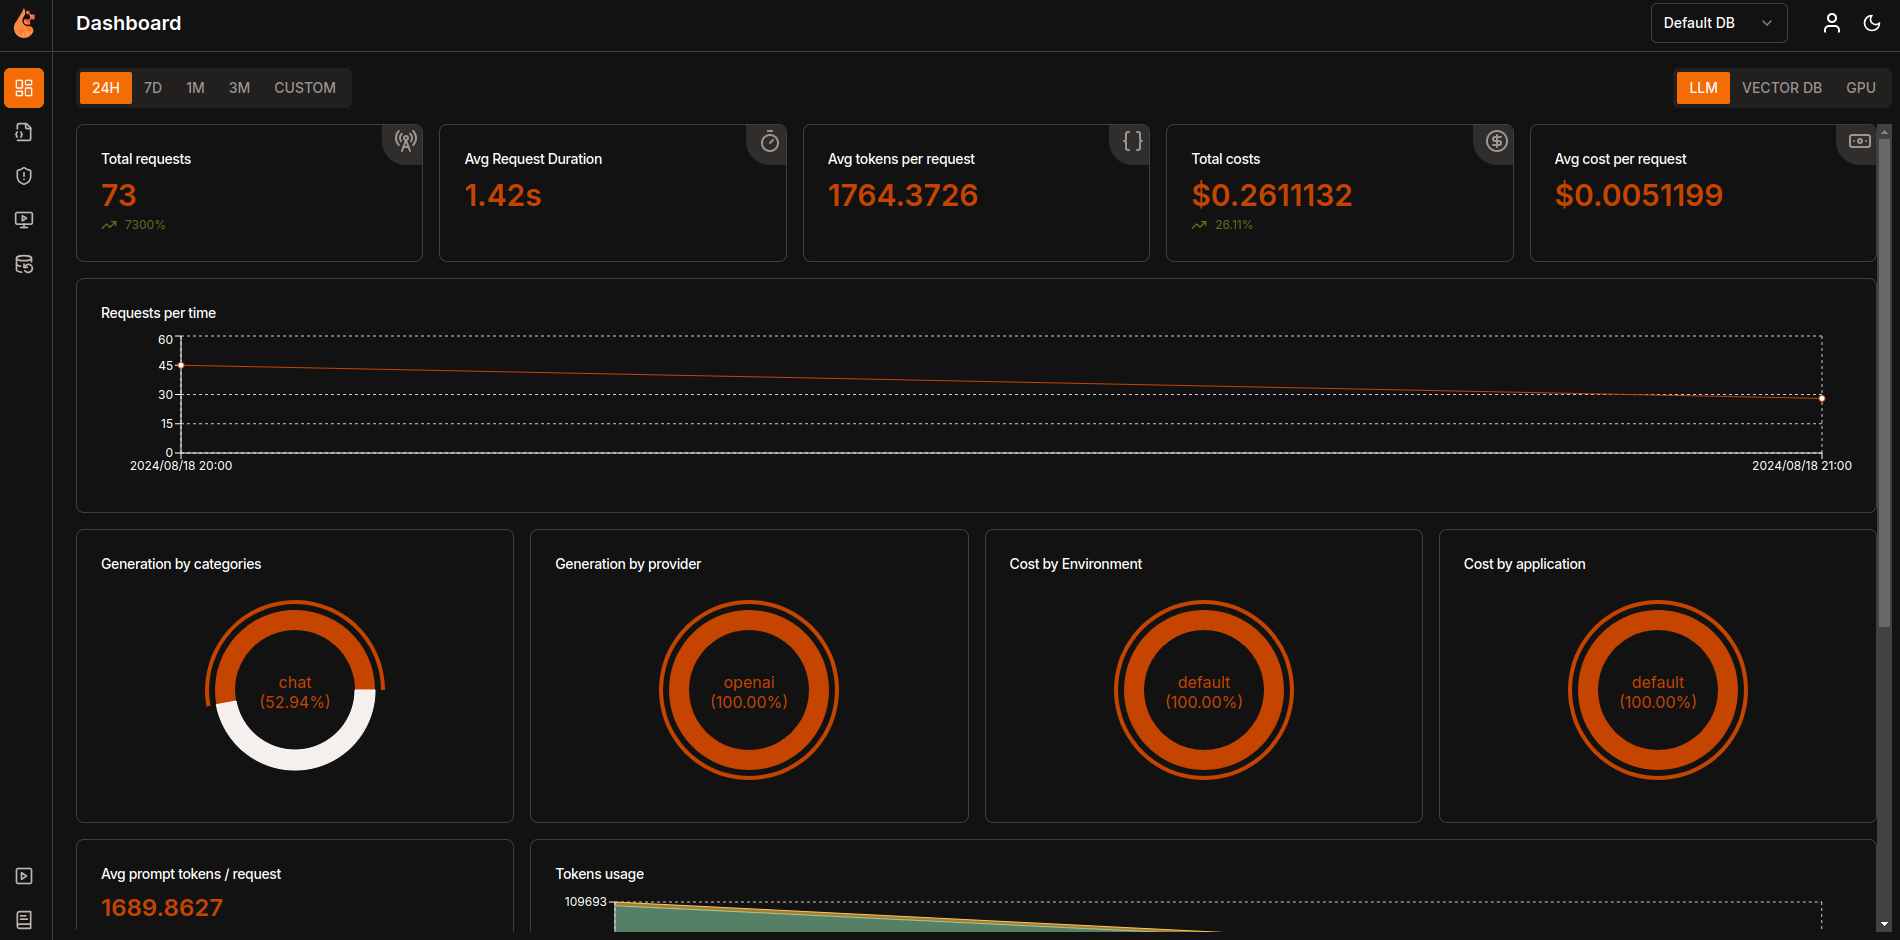 Dashboard
Default DB
24H
7D
1M
3M
CUSTOM
LLM
VECTOR DB
GPU
Total requests
73
7300%
Avg Request Duration
1.42s
Avg tokens per request
1764.3726
Total costs
$0.2611132
26.11%
Avg cost per request
$0.0051199
Requests per time
60
45
30
15
0
2024/08/18 20:00
2024/08/18 21:00
Generation by categories
chat
(52.94%)
Generation by provider
openai
(100.00%)
Cost by Environment
default
(100.00%)
Cost by application
default
(100.00%)
Avg prompt tokens / request
1689.8627
Tokens usage
109693